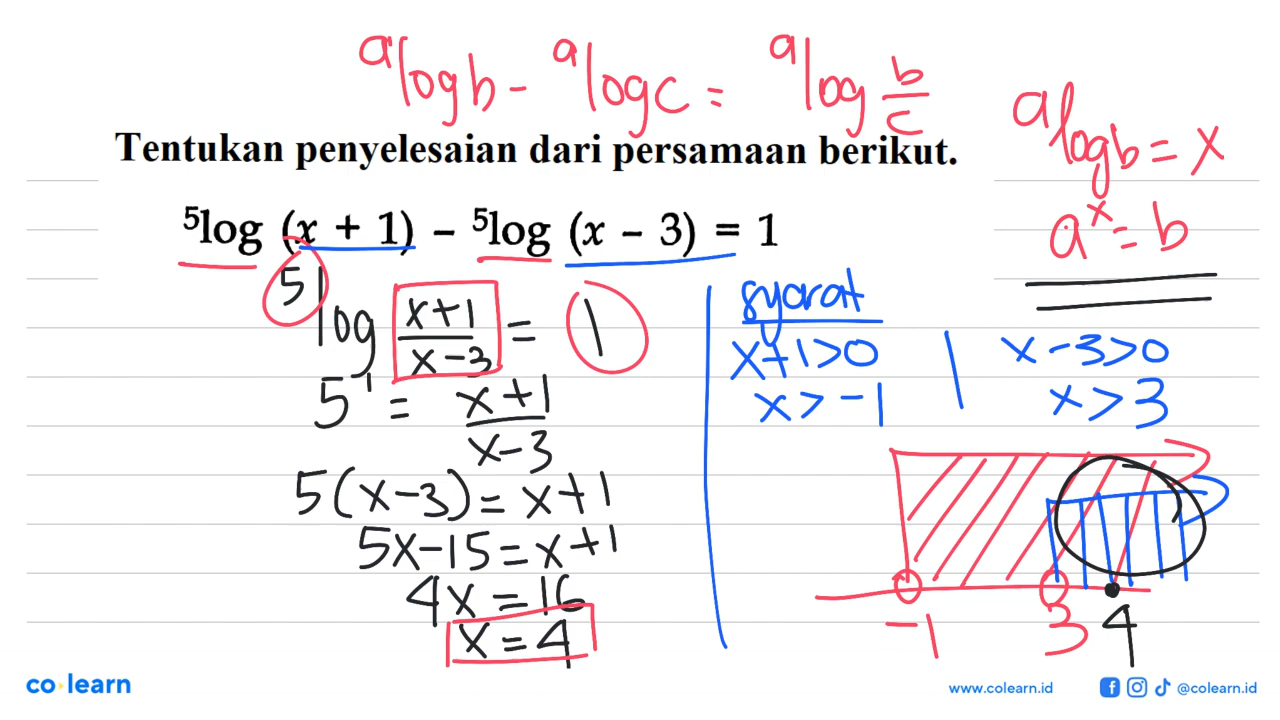 ᵃlog b - ᵃlog c = ᵃlog b/c
Tentukan penyelesaian dari persamaan berikut.
ᵃlog b = x
aˣ = b
⁵log (x + 1) – ⁵log (x – 3) = 1
⁵log (x+1)/(x-3) = 1
5¹ = (x+1)/(x-3)
5(x-3) = x+1
5x-15 = x+1
4x = 16
x = 4
syarat
x+1>0 | x-3>0
x > -1 x > 3
-1 3 4
co learn
www.colearn.id @colearn.id